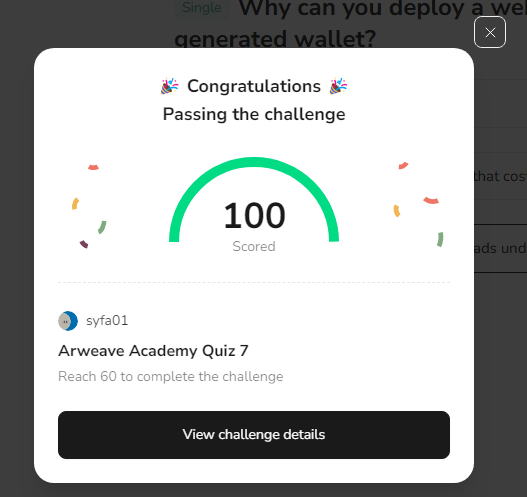 Single Why can you deploy a we
generated wallet?
Congratulations
Passing the challenge
that cos
100
Scored
ads und
syfa01
Arweave Academy Quiz 7
Reach 60 to complete the challenge
View challenge details